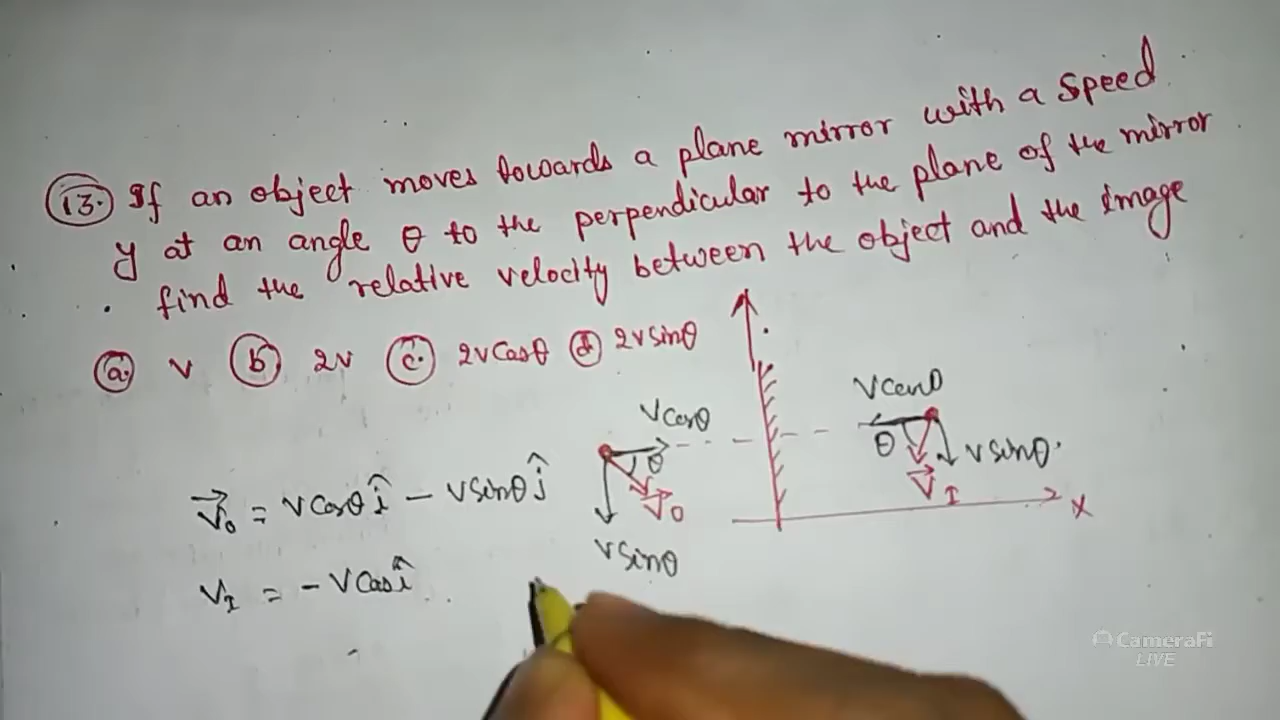 13. If an object moves towards a plane mirror with a speed
y at an angle θ to the perpendicular to the plane of the mirror
find the relative velocity between the object and the image
a. v b 2v c. 2vCosθ d 2vSinθ
VCosθ
VCosθ
θ
θ
VSinθ
V⃗I
V⃗o
X
VSinθ
V⃗o = VCosθ î - VSinθ ĵ
VI = - VCos î
CameraFi
LIVE